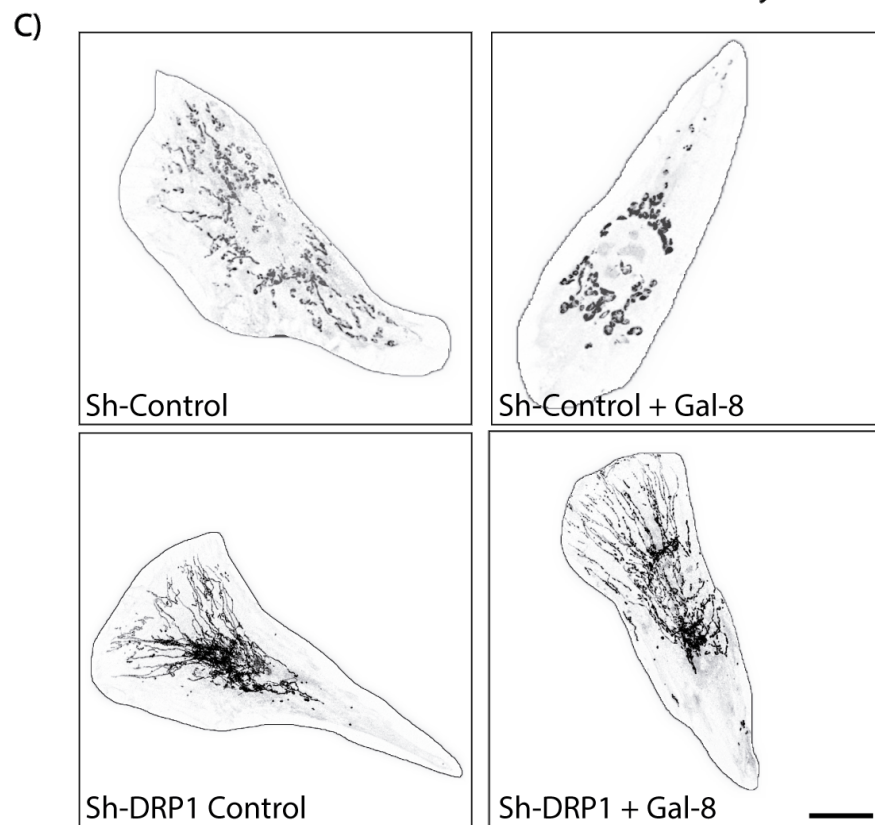 C)
Sh-Control
Sh-Control + Gal-8
Sh-DRP1 Control
Sh-DRP1 + Gal-8